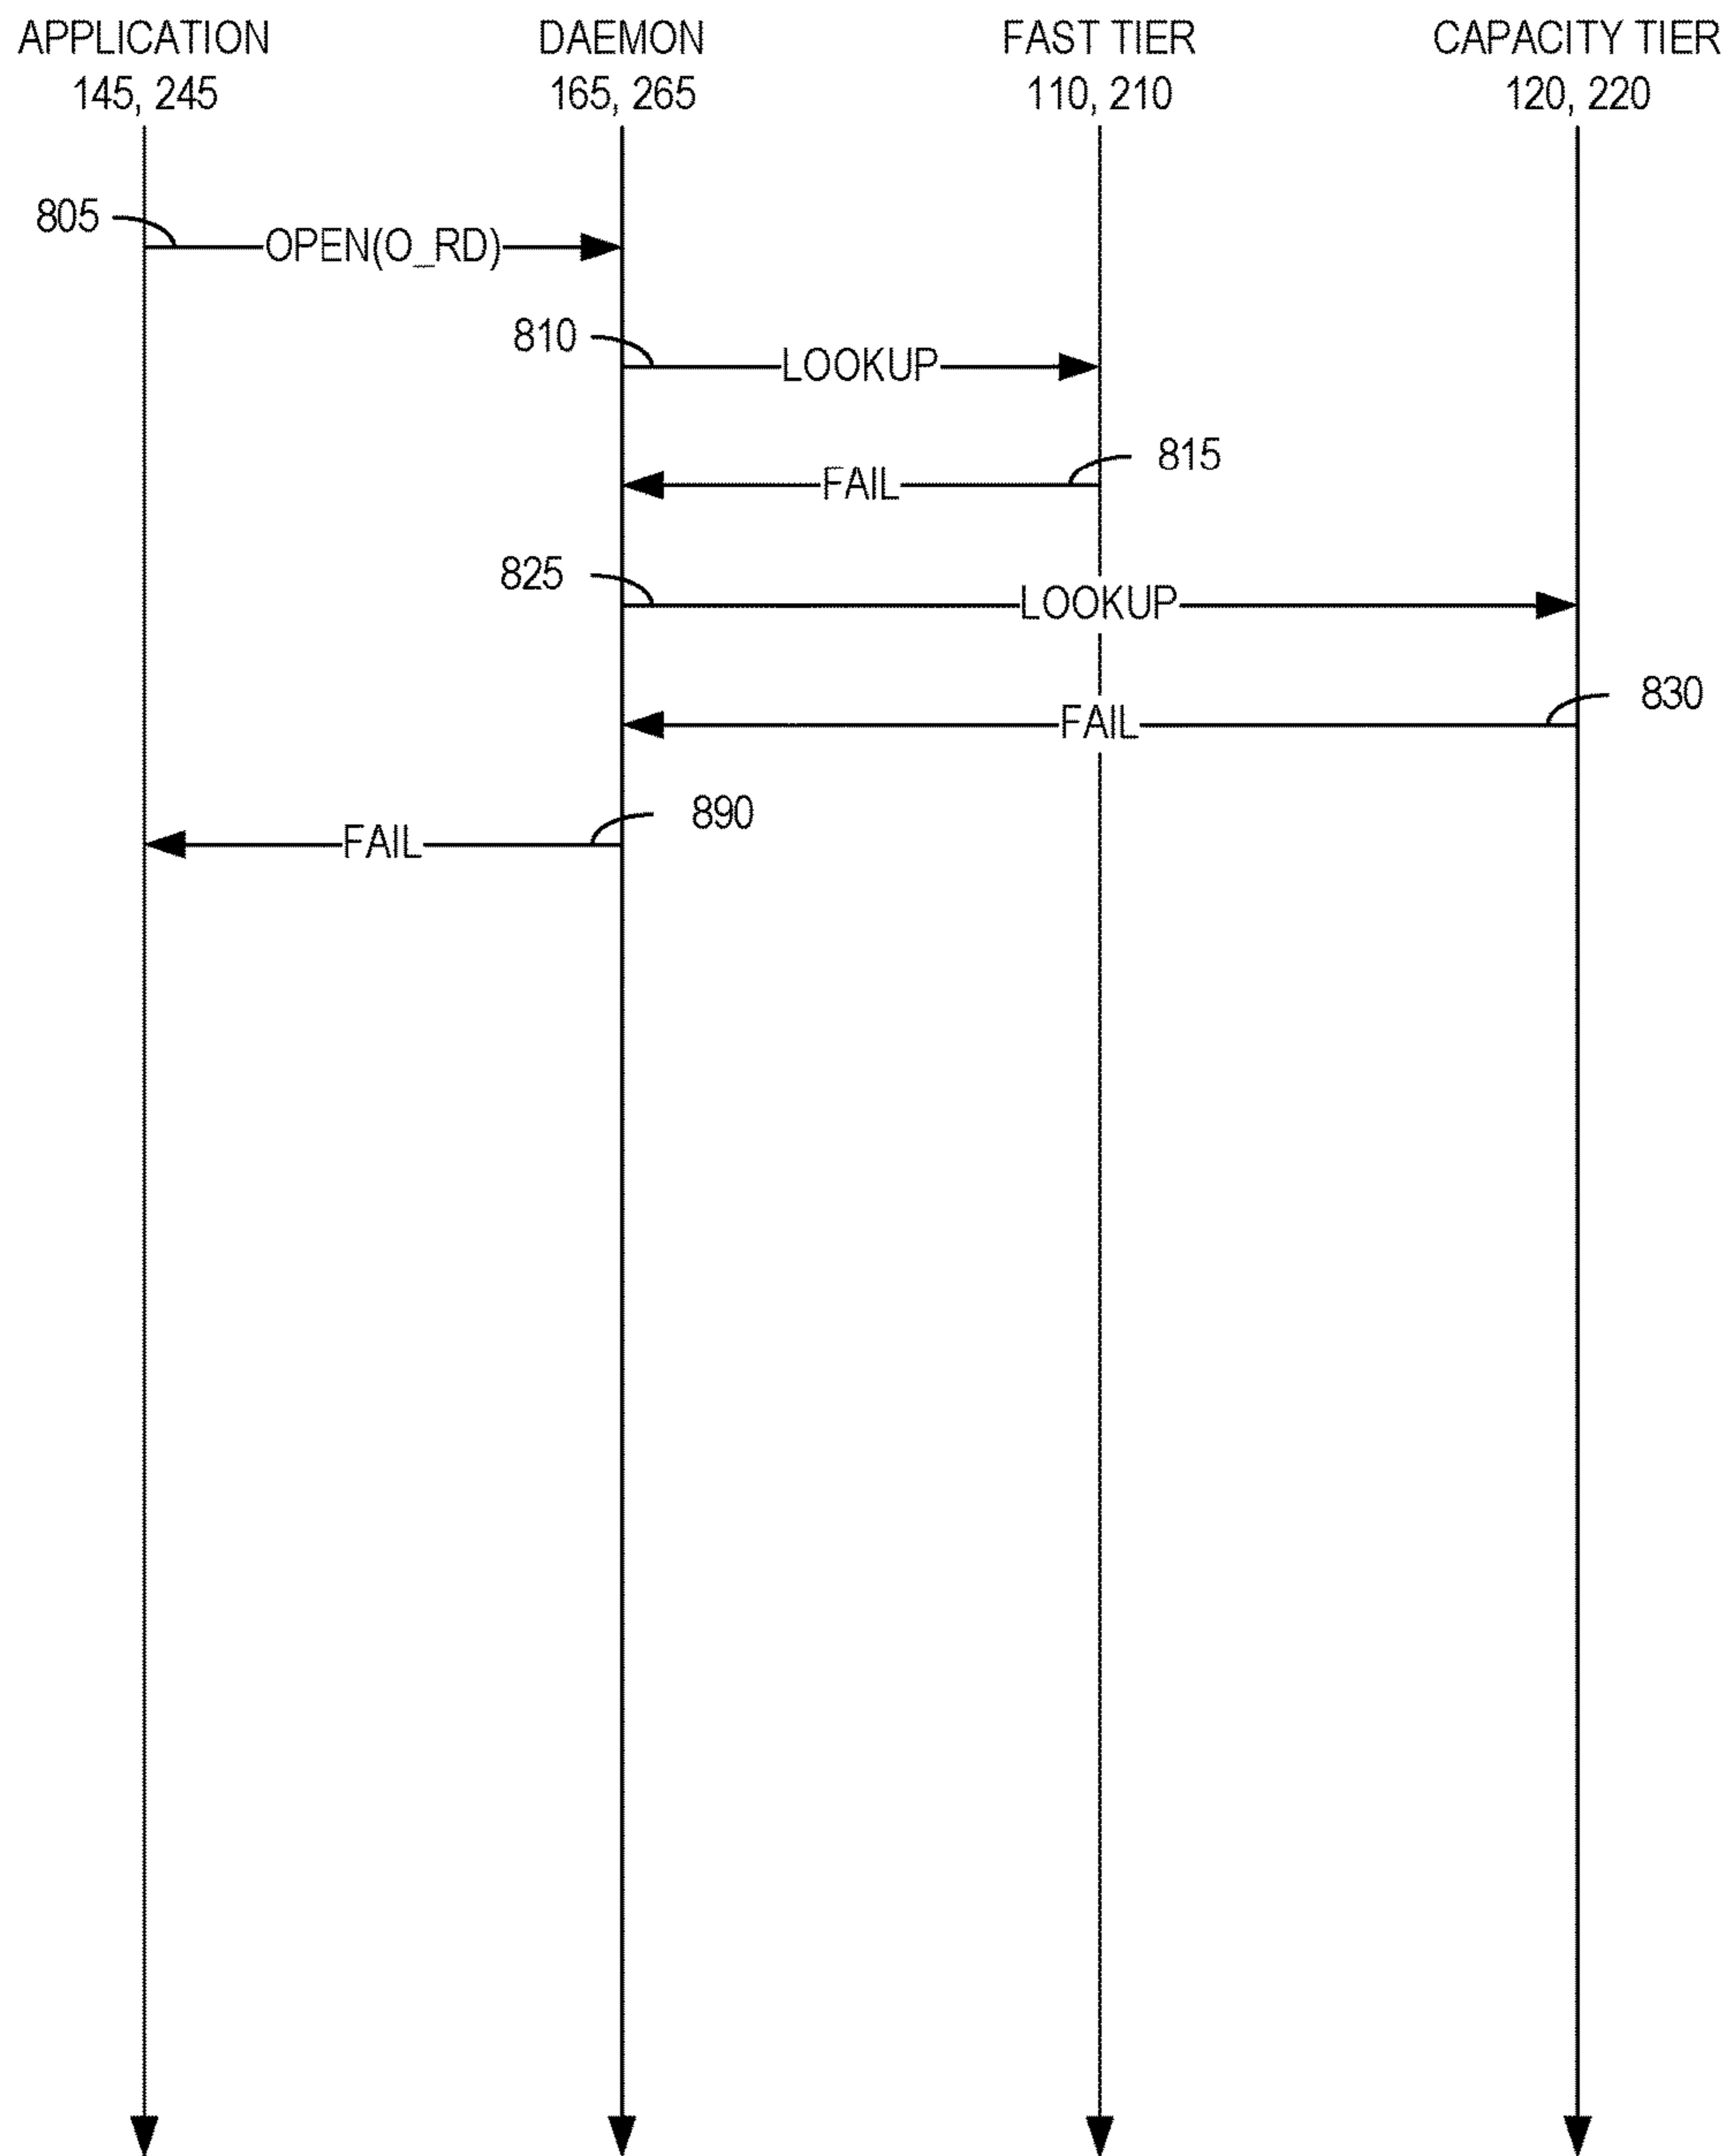 APPLICATION
145, 245
DAEMON
165, 265
FAST TIER
110, 210
CAPACITY TIER
120, 220
805
OPEN(O_RD)
810
LOOKUP
815
FAIL
825
LOOKUP
830
FAIL
890
FAIL